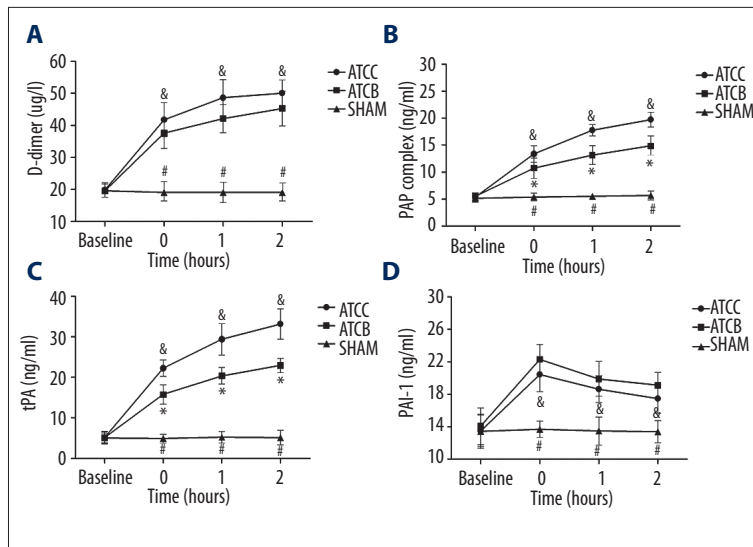 A
D-dimer (ug/l)
60
50
40
30
20
10
& & &
# # #
Baseline 0 1 2
Time (hours)
ATCC
ATCB
SHAM
B
PAP complex (ng/ml)
30
25
20
15
10
5
0
& & &
* * *
# # #
Baseline 0 1 2
Time (hours)
ATCC
ATCB
SHAM
C
tPA (ng/ml)
40
30
20
10
0
& & &
* * *
# # #
Baseline 0 1 2
Time (hours)
ATCC
ATCB
SHAM
D
PAI-1 (ng/ml)
30
26
22
18
14
10
& & &
# # #
Baseline 0 1 2
Time (hours)
ATCC
ATCB
SHAM